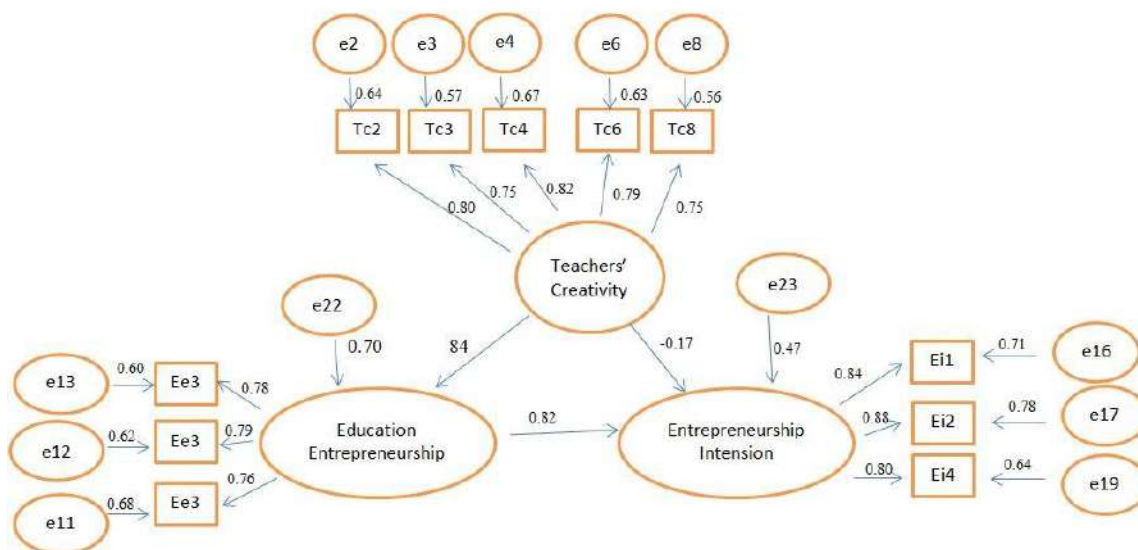 e2
e3
e4
e6
e8
0.64
0.57
0.67
0.63
0.56
Tc2
Tc3
Tc4
Tc6
Tc8
0.80
0.75
0.82
0.79
0.75
Teachers'
Creativity
e22
e23
0.70
84
-0.17
0.47
e13
0.60
Ee3
0.78
e12
0.62
Ee3
0.79
e11
0.68
Ee3
0.76
Education
Entrepreneurship
0.82
Entrepreneurship
Intension
0.84
Ei1
0.71
e16
0.88
Ei2
0.78
e17
0.80
Ei4
0.64
e19